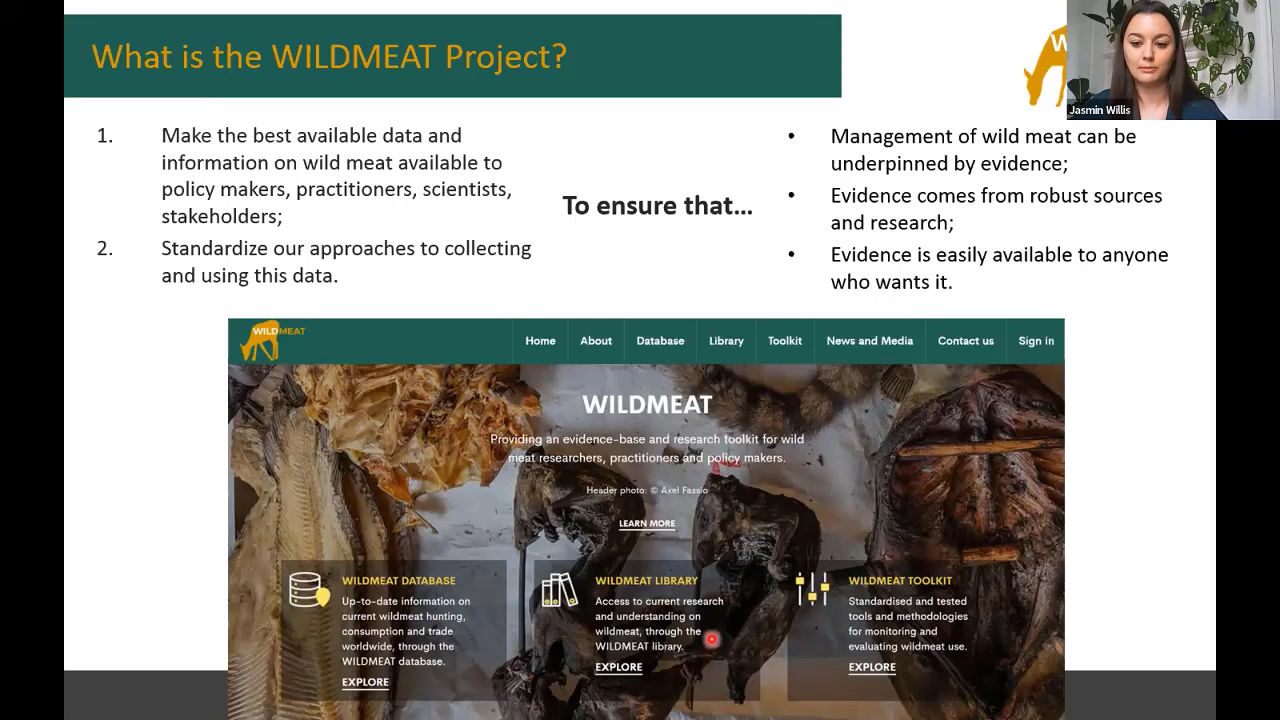 What is the WILDMEAT Project?
W
Jasmin Willis
1. Make the best available data and
information on wild meat available to
policy makers, practitioners, scientists,
stakeholders;
2. Standardize our approaches to collecting
and using this data.
To ensure that...
• Management of wild meat can be
underpinned by evidence;
• Evidence comes from robust sources
and research;
• Evidence is easily available to anyone
who wants it.
WILDMEAT
Home About Database Library Toolkit News and Media Contact us Sign in
WILDMEAT
Providing an evidence-base and research toolkit for wild
meat researchers, practitioners and policy makers.
Header photo: © Axel Fassio
LEARN MORE
WILDMEAT DATABASE
Up-to-date information on
current wildmeat hunting,
consumption and trade
worldwide, through the
WILDMEAT database.
EXPLORE
WILDMEAT LIBRARY
Access to current research
and understanding on
wildmeat, through the
WILDMEAT library.
EXPLORE
WILDMEAT TOOLKIT
Standardised and tested
tools and methodologies
for monitoring and
evaluating wildmeat use.
EXPLORE